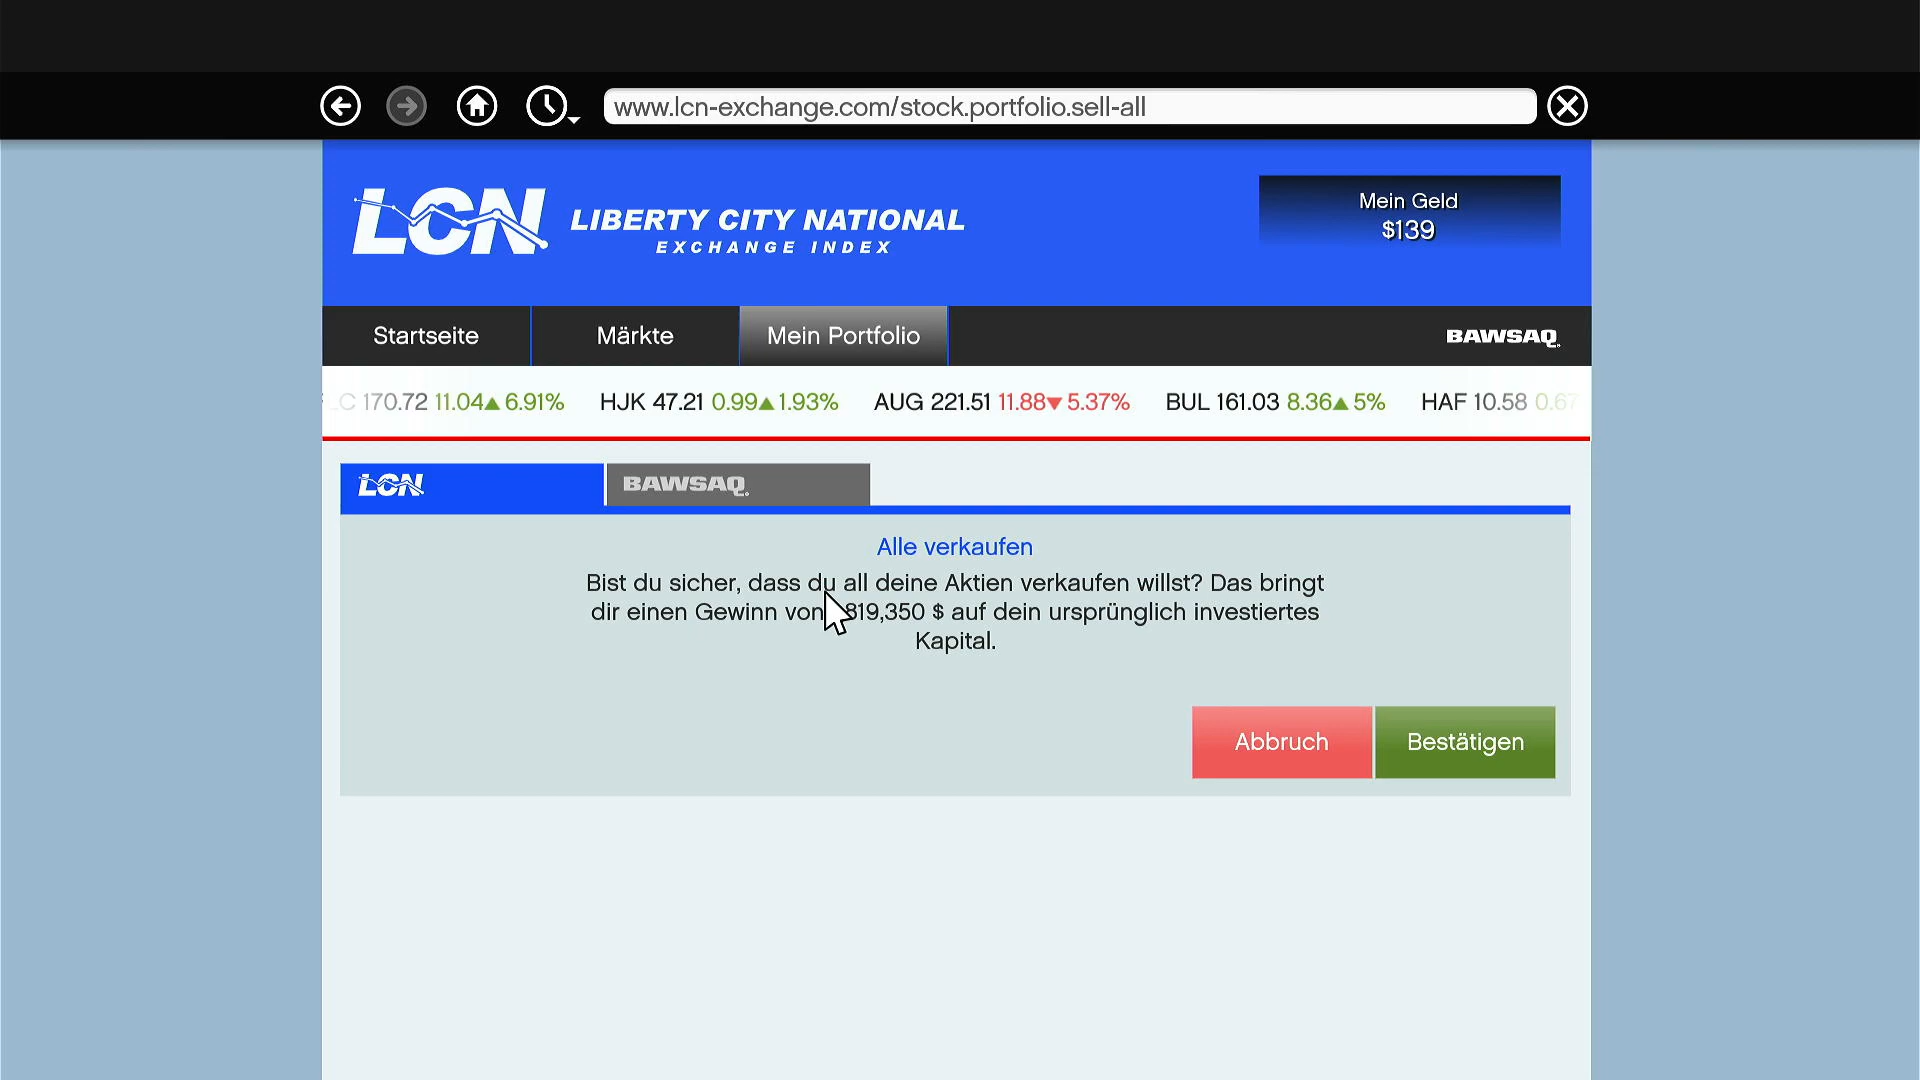 www.lcn-exchange.com/stock.portfolio.sell-all
LCN LIBERTY CITY NATIONAL
EXCHANGE INDEX
Mein Geld
$139
Startseite Märkte Mein Portfolio BAWSAQ
170.72 11.04▲6.91% HJK 47.21 0.99▲1.93% AUG 221.51 11.88▼5.37% BUL 161.03 8.36▲5% HAF 10.58 0.67
LCN BAWSAQ
Alle verkaufen
Bist du sicher, dass du all deine Aktien verkaufen willst? Das bringt
dir einen Gewinn von 819,350 $ auf dein ursprünglich investiertes
Kapital.
Abbruch Bestätigen